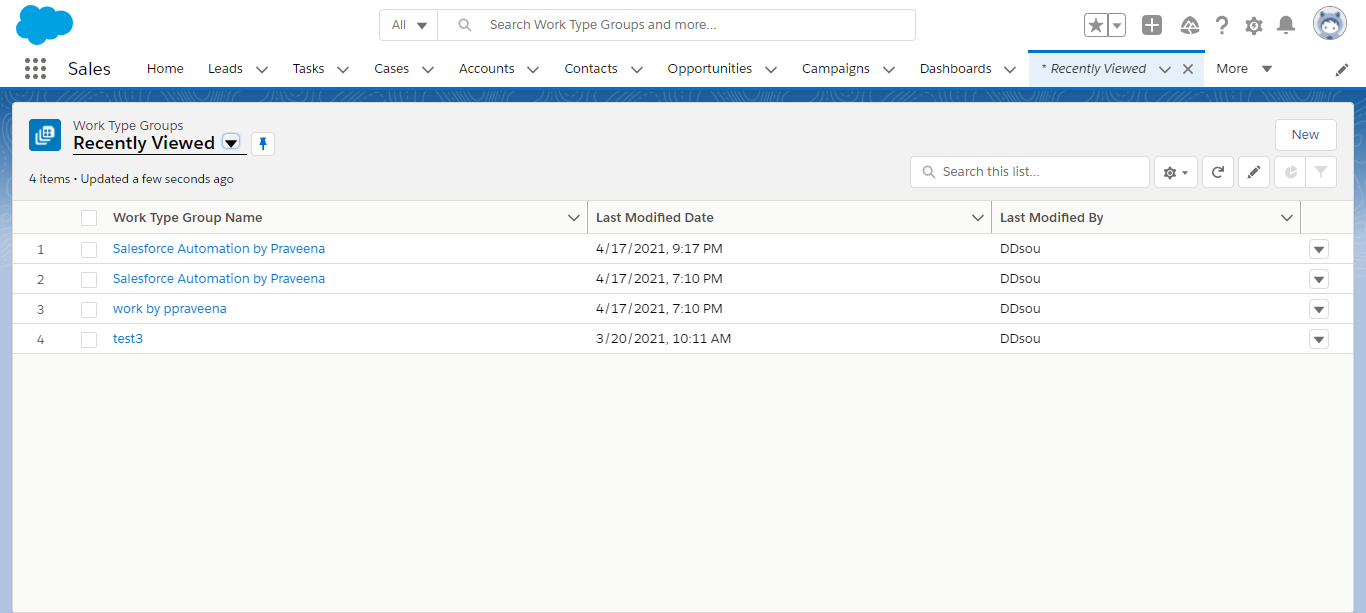 All
Search Work Type Groups and more...
Sales
Home
Leads
Tasks
Cases
Accounts
Contacts
Opportunities
Campaigns
Dashboards
* Recently Viewed
More
Work Type Groups
Recently Viewed
New
4 items • Updated a few seconds ago
Search this list...
Work Type Group Name
Last Modified Date
Last Modified By
1 Salesforce Automation by Praveena 4/17/2021, 9:17 PM DDsou
2 Salesforce Automation by Praveena 4/17/2021, 7:10 PM DDsou
3 work by ppraveena 4/17/2021, 7:10 PM DDsou
4 test3 3/20/2021, 10:11 AM DDsou